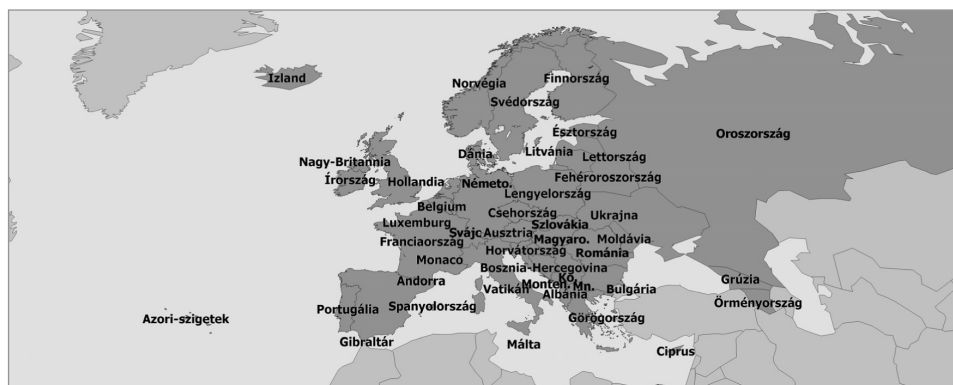 Izland
Norvégia
Finnország
Svédország
Oroszország
Észtország
Nagy-Britannia
Dánia
Litvánia
Lettország
Írország
Hollandia
Németo.
Fehéroroszország
Lengyelország
Belgium
Csehország
Ukrajna
Luxemburg
Szlovákia
Svájc
Ausztria
Franciaország
Magyaro.
Moldávia
Horvátország
Románia
Monaco
Bosznia-Hercegovina
Andorra
Ko.
Grúzia
Vatikán
Monten.
Mn.
Bulgária
Albánia
Portugália
Spanyolország
Örményország
Azori-szigetek
Görögország
Gibraltár
Málta
Ciprus